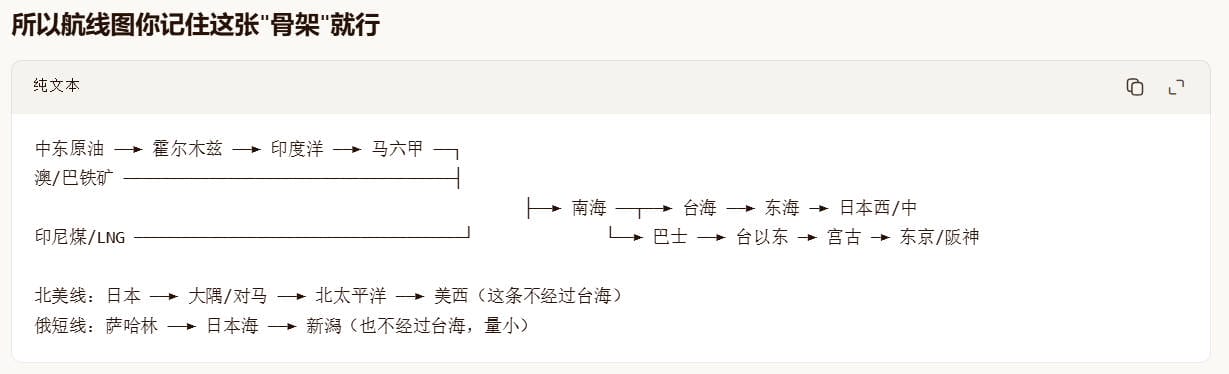 所以航线图你记住这张"骨架"就行
纯文本
中东原油 ──► 霍尔木兹 ──► 印度洋 ──► 马六甲 ──┐
澳/巴铁矿 ──────────────────────────────┤
├──► 南海 ──┬──► 台海 ──► 东海 ─► 日本西/中
印尼煤/LNG ──────────────────────────────┘ └──► 巴士 ──► 台以东 ─► 宫古 ─► 东京/阪神
北美线：日本 ──► 大隅/对马 ──► 北太平洋 ──► 美西（这条不经过台海）
俄短线：萨哈林 ──► 日本海 ──► 新潟（也不经过台海，量小）